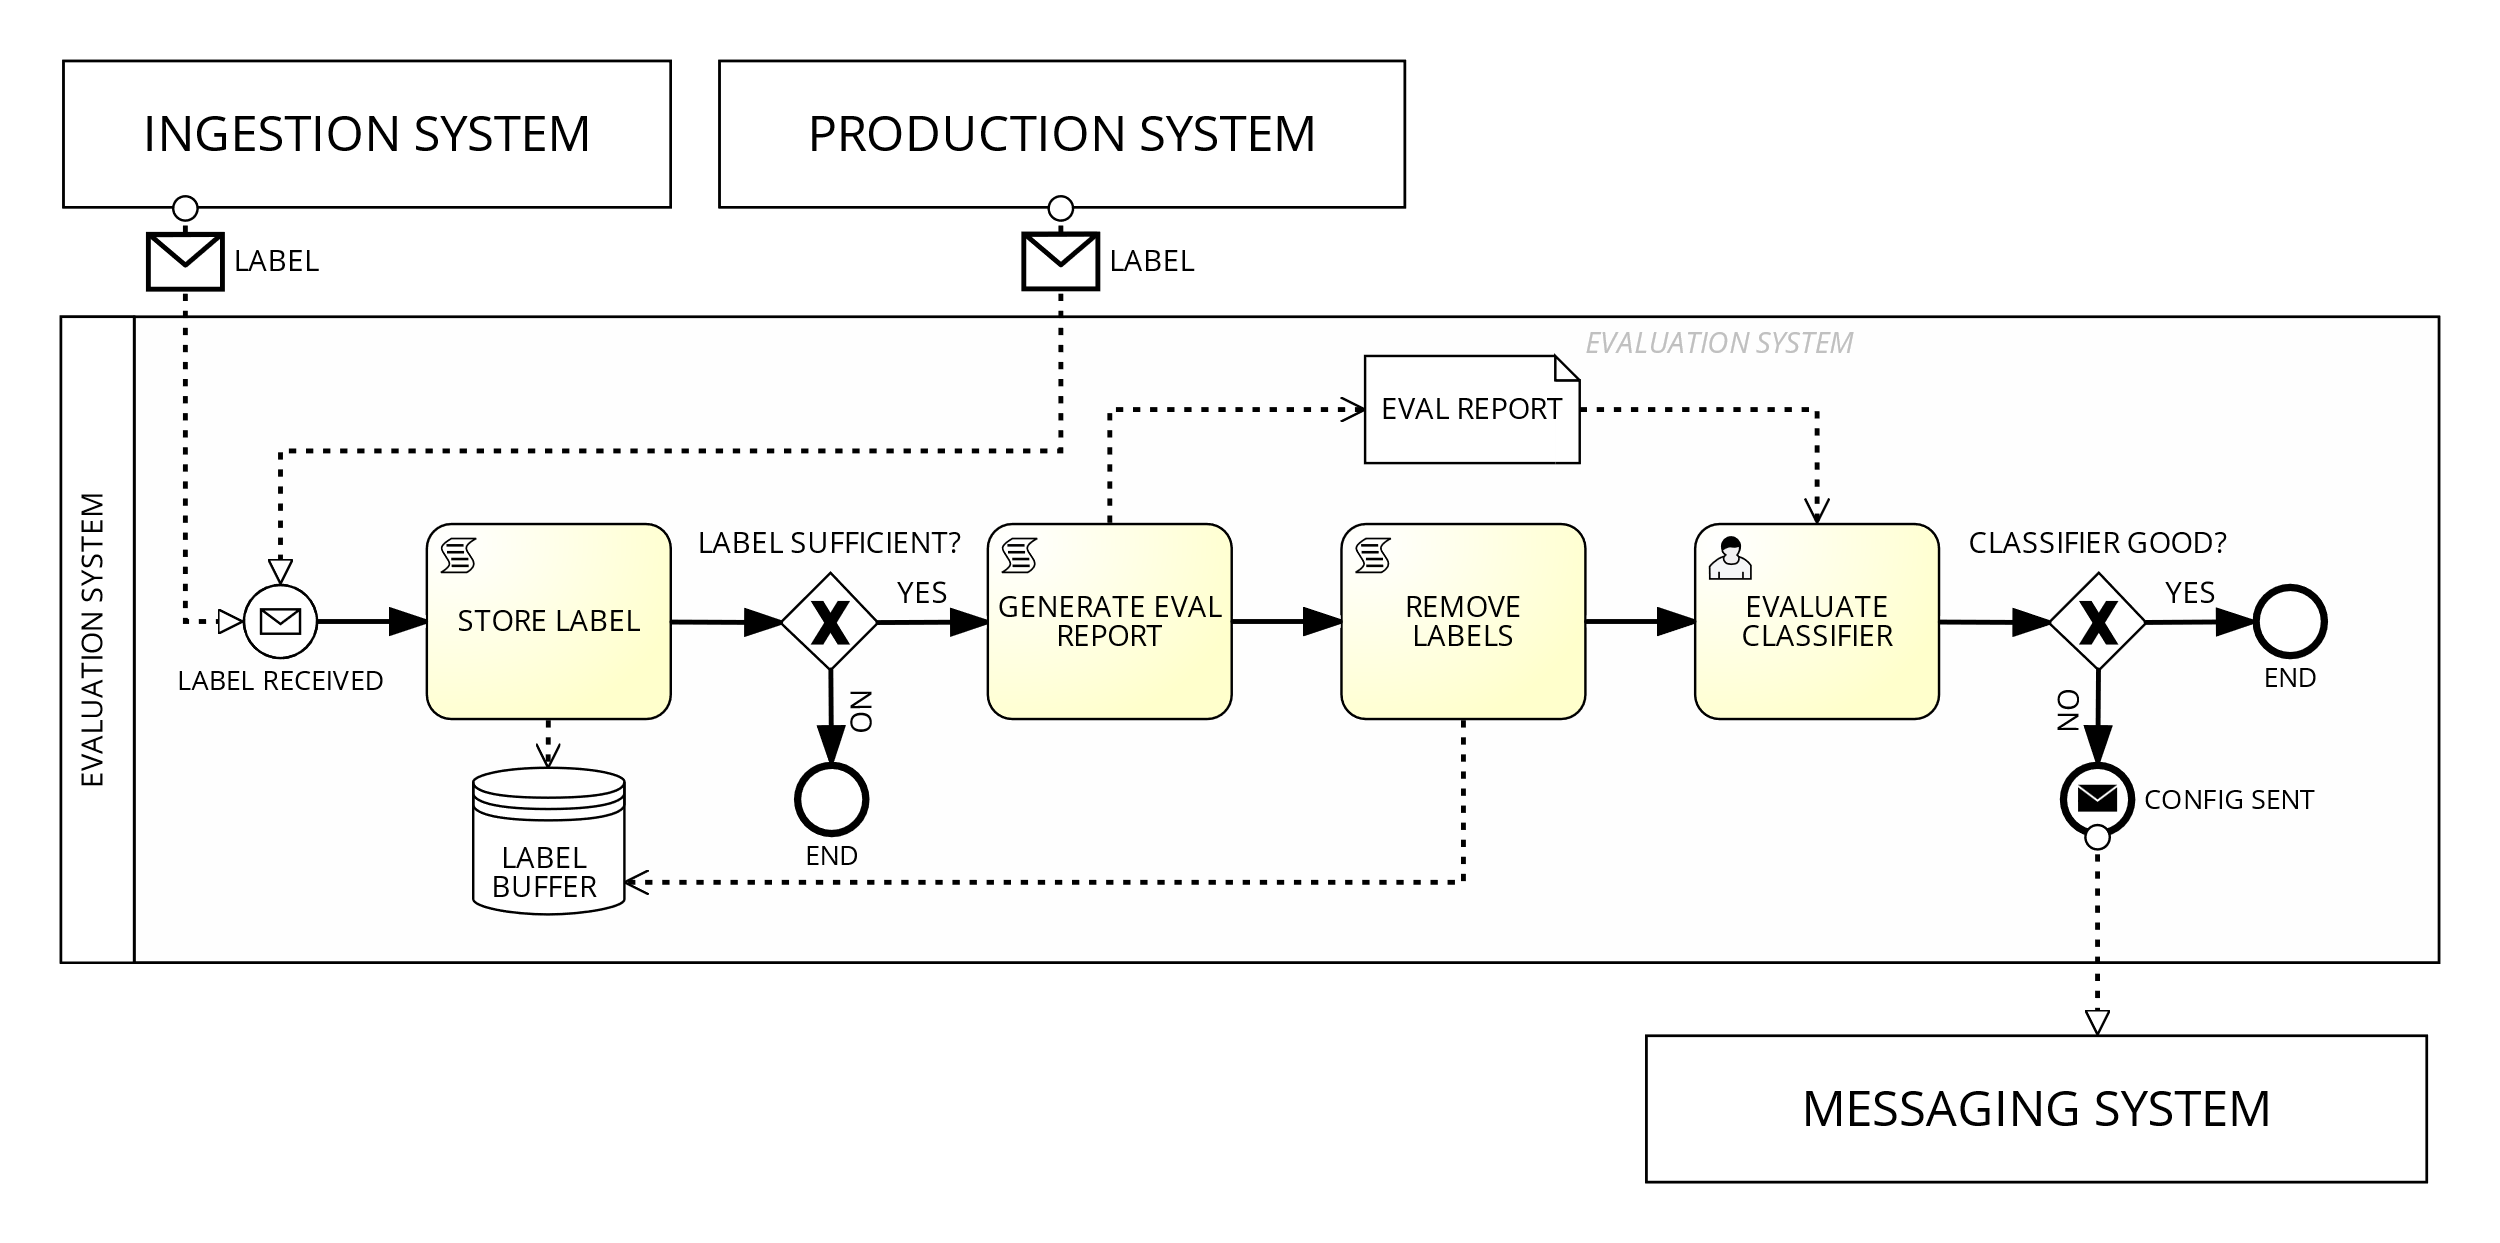 INGESTION SYSTEM
PRODUCTION SYSTEM
LABEL
LABEL
EVALUATION SYSTEM
EVALUATION SYSTEM
EVAL REPORT
LABEL RECEIVED
STORE LABEL
LABEL SUFFICIENT?
YES
NO
END
LABEL
BUFFER
GENERATE EVAL
REPORT
REMOVE
LABELS
EVALUATE
CLASSIFIER
CLASSIFIER GOOD?
YES
END
NO
CONFIG SENT
MESSAGING SYSTEM